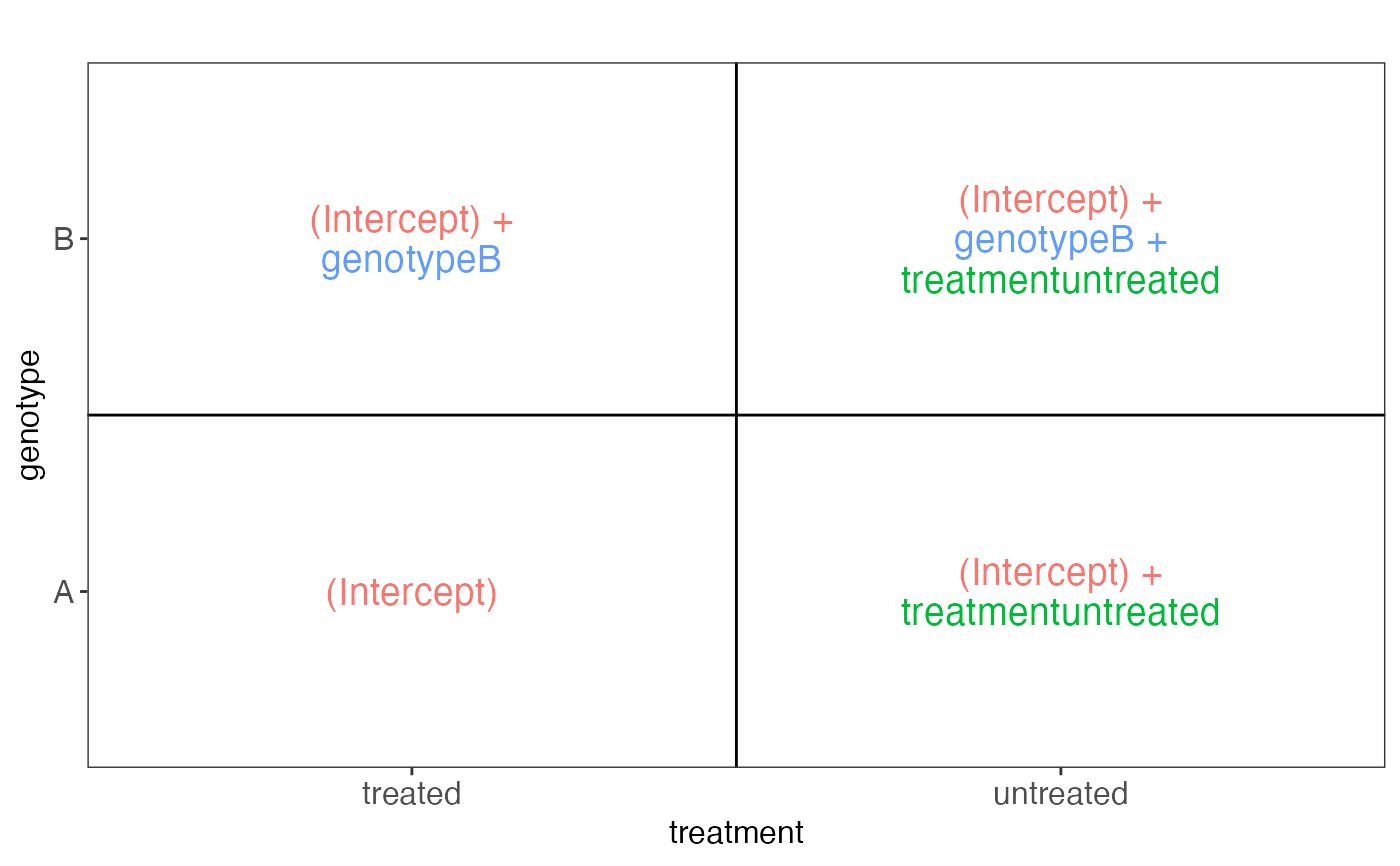 genotype
B
(Intercept) +
genotypeB
(Intercept) +
genotypeB +
treatmentuntreated
A
(Intercept)
(Intercept) +
treatmentuntreated
treated
untreated
treatment